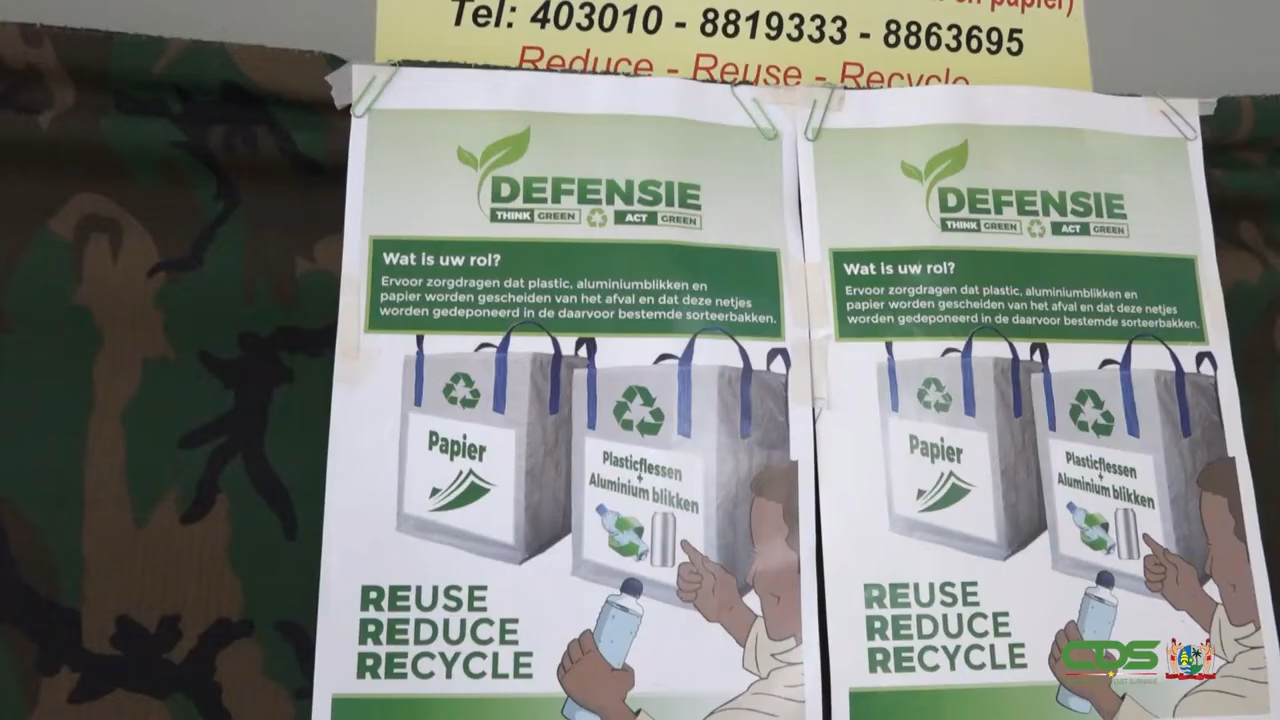 en papier)
Tel: 403010 - 8819333 - 8863695
Reduce - Reuse - Recycle
DEFENSIE
THINK GREEN ACT GREEN
Wat is uw rol?
Ervoor zorgdragen dat plastic, aluminiumblikken en
papier worden gescheiden van het afval en dat deze netjes
worden gedeponeerd in de daarvoor bestemde sorteerbakken.
Papier
Plasticflessen
+
Aluminium blikken
REUSE
REDUCE
RECYCLE
DEFENSIE
THINK GREEN ACT GREEN
Wat is uw rol?
Ervoor zorgdragen dat plastic, aluminiumblikken en
papier worden gescheiden van het afval en dat deze netjes
worden gedeponeerd in de daarvoor bestemde sorteerbakken.
Papier
Plasticflessen
+
Aluminium blikken
REUSE
REDUCE
RECYCLE
CDS